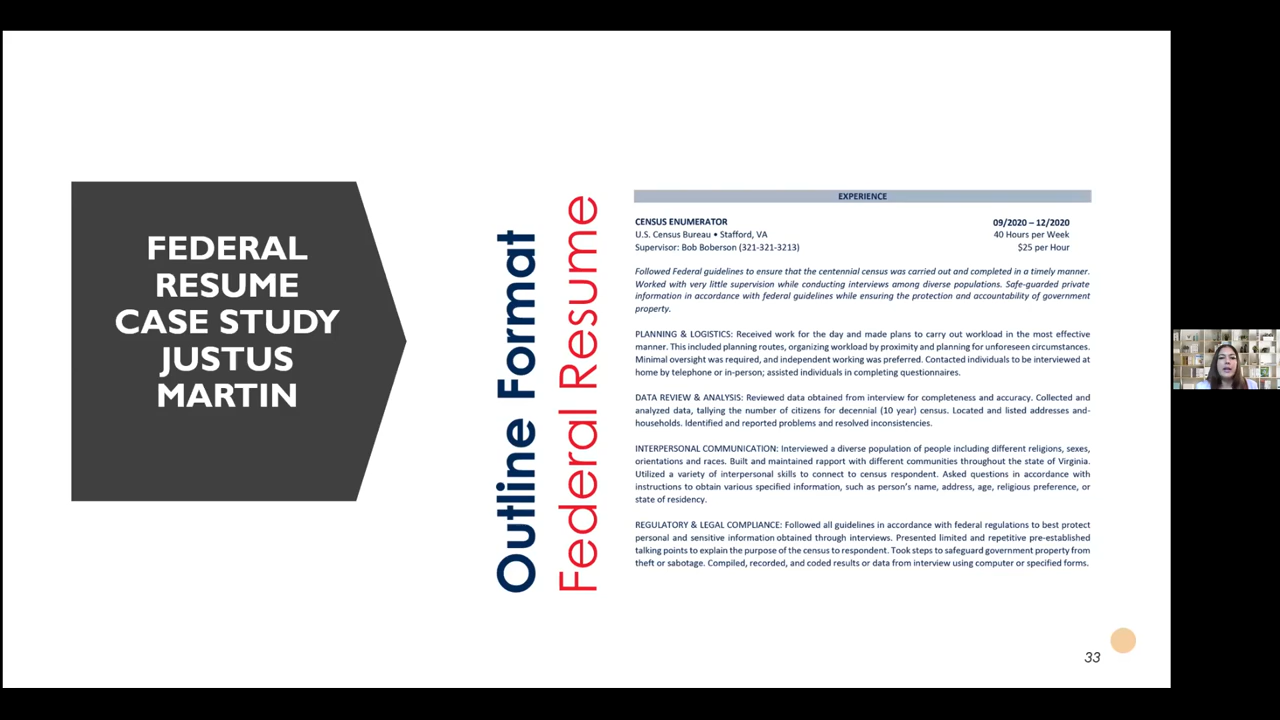 FEDERAL
RESUME
CASE STUDY
JUSTUS
MARTIN
Outline Format
Federal Resume
EXPERIENCE
CENSUS ENUMERATOR
09/2020 – 12/2020
U.S. Census Bureau • Stafford, VA
40 Hours per Week
Supervisor: Bob Boberson (321-321-3213)
$25 per Hour
Followed Federal guidelines to ensure that the centennial census was carried out and completed in a timely manner.
Worked with very little supervision while conducting interviews among diverse populations. Safe-guarded private
information in accordance with federal guidelines while ensuring the protection and accountability of government
property.
PLANNING & LOGISTICS: Received work for the day and made plans to carry out workload in the most effective
manner. This included planning routes, organizing workload by proximity and planning for unforeseen circumstances.
Minimal oversight was required, and independent working was preferred. Contacted individuals to be interviewed at
home by telephone or in-person; assisted individuals in completing questionnaires.
DATA REVIEW & ANALYSIS: Reviewed data obtained from interview for completeness and accuracy. Collected and
analyzed data, tallying the number of citizens for decennial (10 year) census. Located and listed addresses and-
households. Identified and reported problems and resolved inconsistencies.
INTERPERSONAL COMMUNICATION: Interviewed a diverse population of people including different religions, sexes,
orientations and races. Built and maintained rapport with different communities throughout the state of Virginia.
Utilized a variety of interpersonal skills to connect to census respondent. Asked questions in accordance with
instructions to obtain various specified information, such as person's name, address, age, religious preference, or
state of residency.
REGULATORY & LEGAL COMPLIANCE: Followed all guidelines in accordance with federal regulations to best protect
personal and sensitive information obtained through interviews. Presented limited and repetitive pre-established
talking points to explain the purpose of the census to respondent. Took steps to safeguard government property from
theft or sabotage. Compiled, recorded, and coded results or data from interview using computer or specified forms.
33